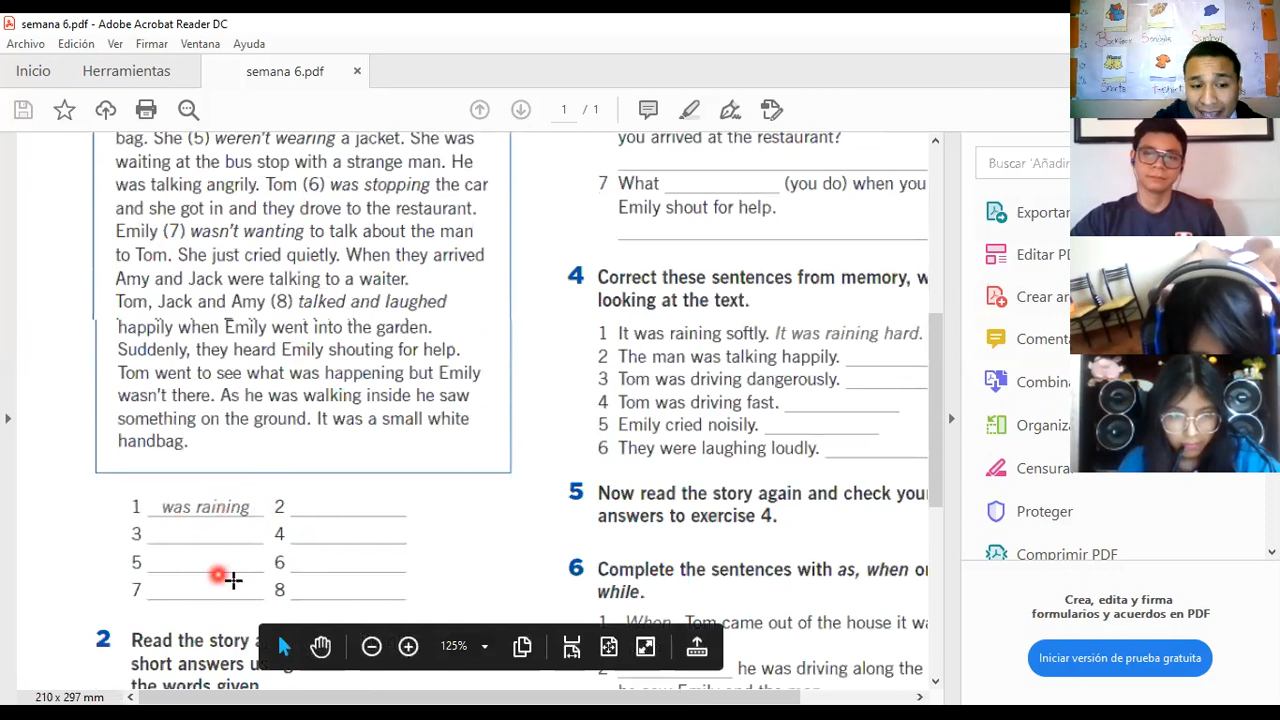 semana 6.pdf - Adobe Acrobat Reader DC
Archivo Edición Ver Firmar Ventana Ayuda
Inicio Herramientas semana 6.pdf ×
1 / 1
bag. She (5) weren't wearing a jacket. She was
waiting at the bus stop with a strange man. He
was talking angrily. Tom (6) was stopping the car
and she got in and they drove to the restaurant.
Emily (7) wasn't wanting to talk about the man
to Tom. She just cried quietly. When they arrived
Amy and Jack were talking to a waiter.
Tom, Jack and Amy (8) talked and laughed
happily when Emily went into the garden.
Suddenly, they heard Emily shouting for help.
Tom went to see what was happening but Emily
wasn't there. As he was walking inside he saw
something on the ground. It was a small white
handbag.
1 was raining 2
3 4
5 6
7 8
2 Read the story a
short answers u
the words given
you arrived at the restaurant?
7 What ____ (you do) when you
Emily shout for help.
4 Correct these sentences from memory, w
looking at the text.
1 It was raining softly. It was raining hard.
2 The man was talking happily.
3 Tom was driving dangerously.
4 Tom was driving fast.
5 Emily cried noisily.
6 They were laughing loudly.
5 Now read the story again and check you
answers to exercise 4.
6 Complete the sentences with as, when or
while.
1 When Tom came out of the house it wa
2 ____ he was driving along the
125%
210 x 297 mm
Buscar 'Añadi
Exportar
Editar PD
Crear ar
Comenta
Combina
Organiza
Censura
Proteger
Comprimir PDF
Crea, edita y firma
formularios y acuerdos en PDF
Iniciar versión de prueba gratuita